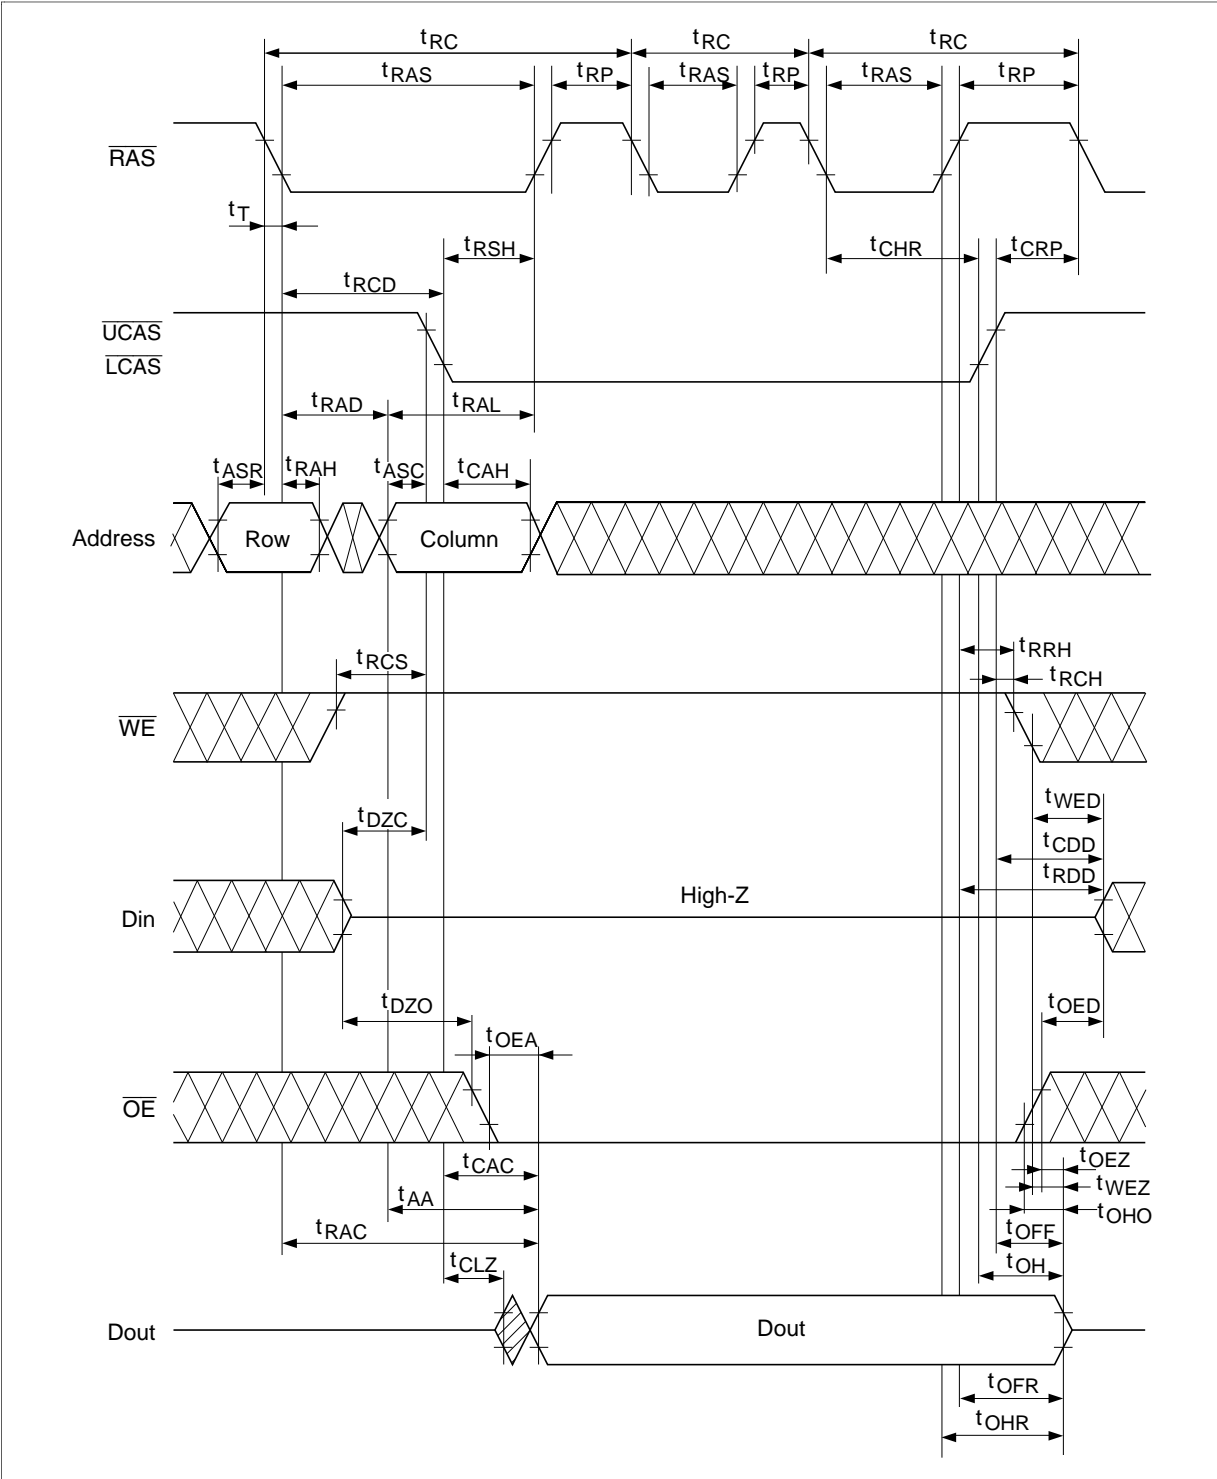 tRC tRC tRC
tRAS tRP tRAS tRP tRAS tRP
RAS
tT
tRSH tCHR tCRP
tRCD
UCAS
LCAS
tRAD tRAL
tASR tRAH tASC tCAH
Address Row Column
tRRH
tRCS tRCH
WE
tWED
tDZC
tCDD
tRDD
High-Z
Din
tDZO tOED
tOEA
OE
tOEZ
tCAC
tWEZ
tAA tOHO
tRAC tOFF
tCLZ tOH
Dout Dout
tOFR
tOHR